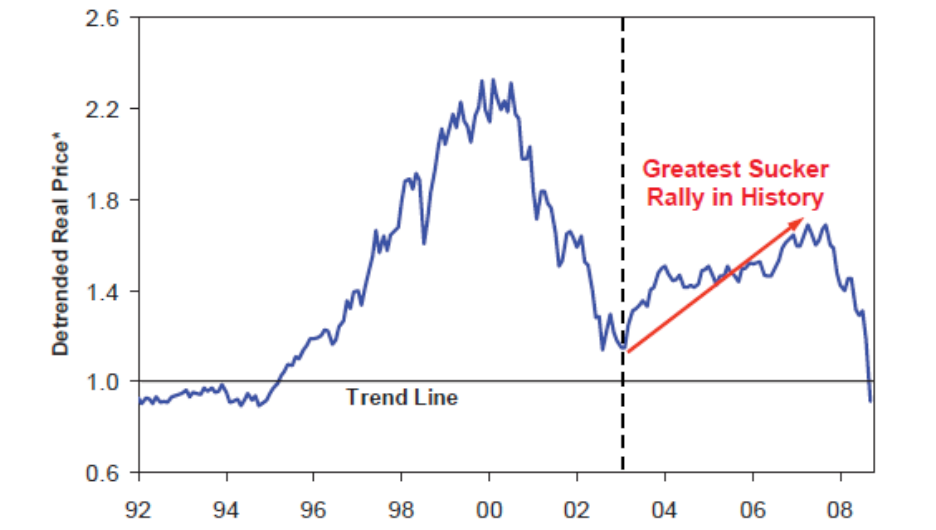 2.6
2.2
1.8
1.4
1.0
0.6
Detrended Real Price*
Greatest Sucker
Rally in History
Trend Line
92 94 96 98 00 02 04 06 08